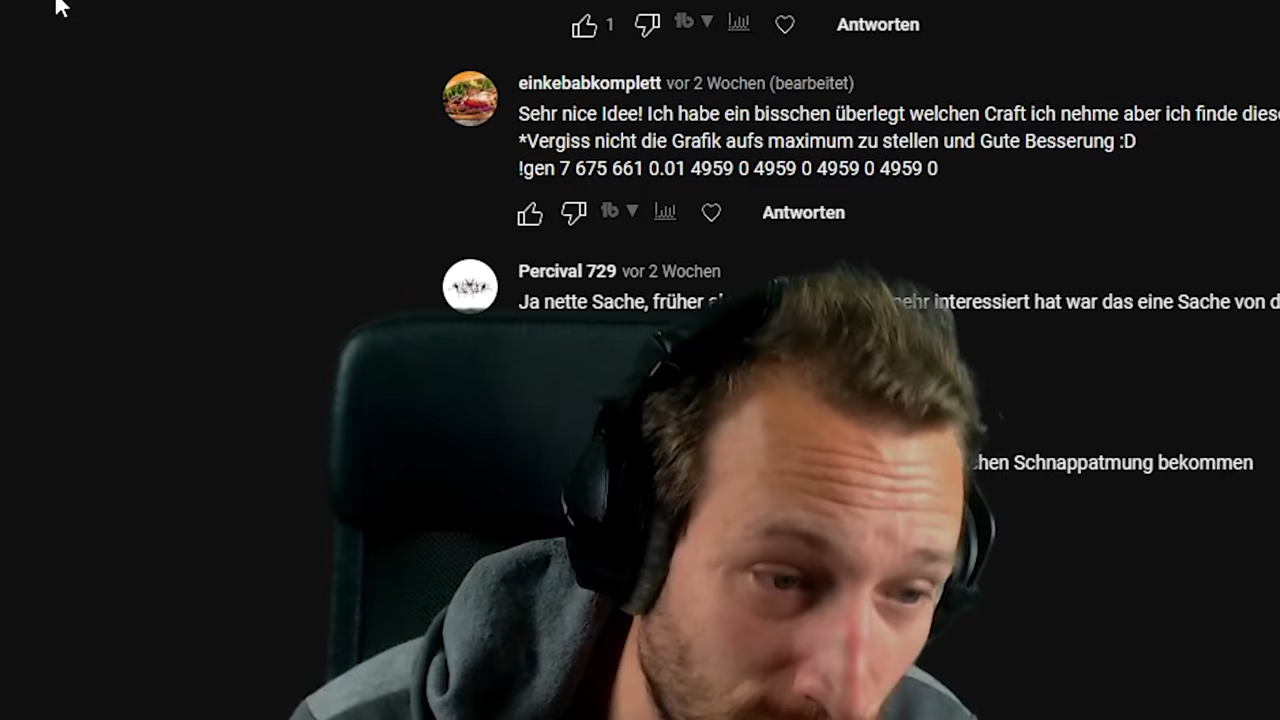 1 Antworten
einkebabkomplett vor 2 Wochen (bearbeitet)
Sehr nice Idee! Ich habe ein bisschen überlegt welchen Craft ich nehme aber ich finde
*Vergiss nicht die Grafik aufs maximum zu stellen und Gute Besserung :D
!gen 7 675 661 0.01 4959 0 4959 0 4959 0 4959 0
Antworten
Percival 729 vor 2 Wochen
Ja nette Sache, früher interessiert hat war das eine Sache von
Schnappatmung bekommen